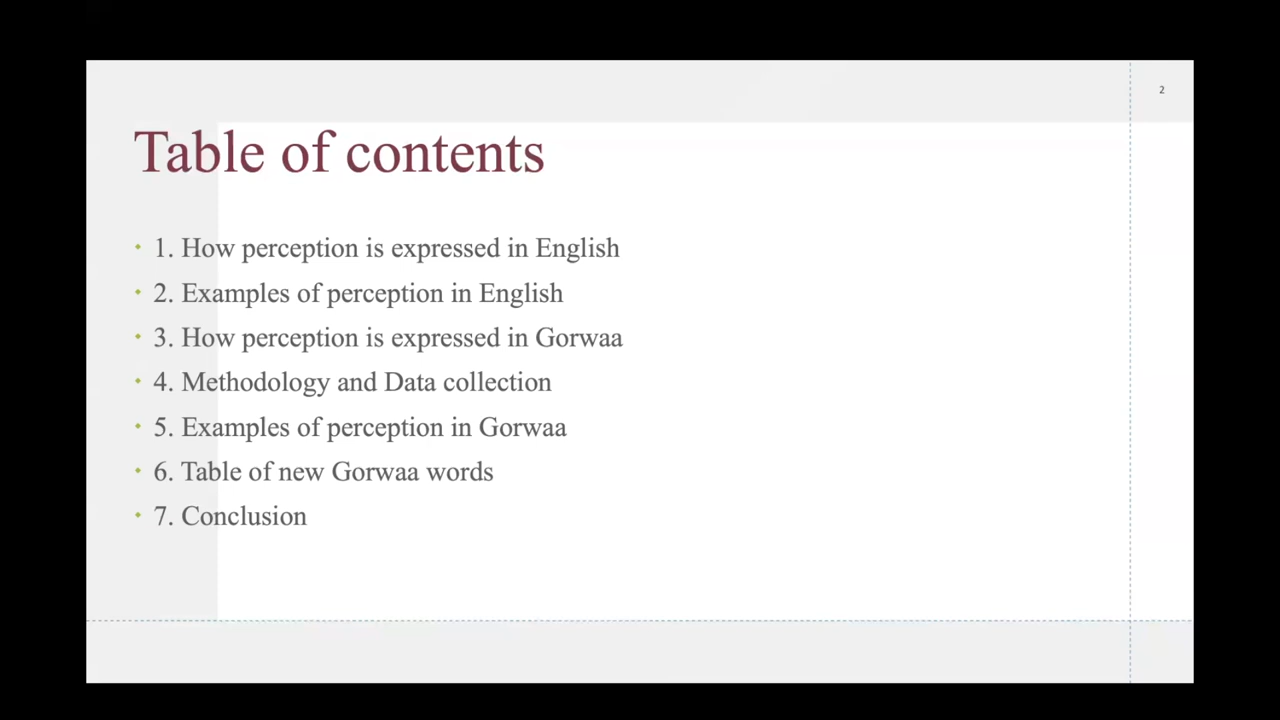 2
Table of contents
1. How perception is expressed in English
2. Examples of perception in English
3. How perception is expressed in Gorwaa
4. Methodology and Data collection
5. Examples of perception in Gorwaa
6. Table of new Gorwaa words
7. Conclusion